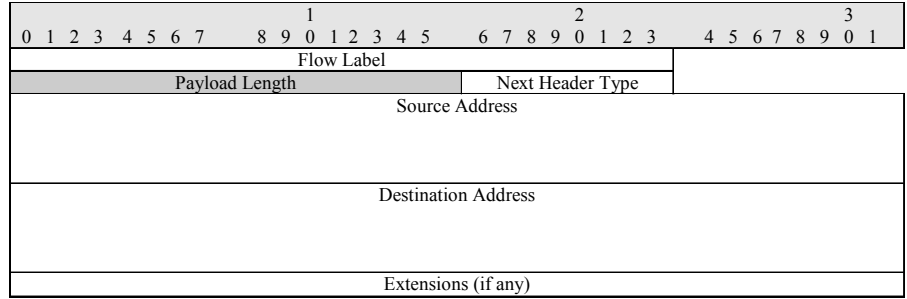 1 2 3
0 1 2 3 4 5 6 7 8 9 0 1 2 3 4 5 6 7 8 9 0 1 2 3 4 5 6 7 8 9 0 1
Flow Label
Payload Length Next Header Type
Source Address
Destination Address
Extensions (if any)